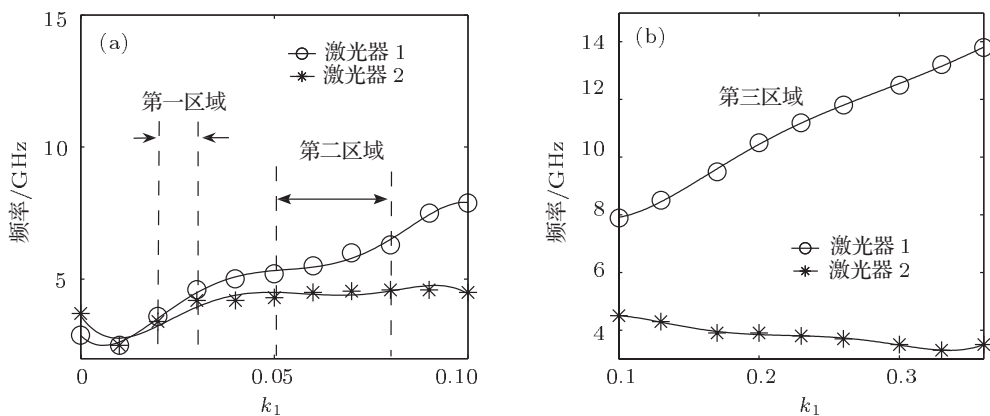 (a)
激光器 1
激光器 2
第一区域
第二区域
频率/GHz
15
10
5
0
0.05
0.10
k1
(b)
第三区域
激光器 1
激光器 2
频率/GHz
14
12
10
8
6
4
0.1
0.2
0.3
k1